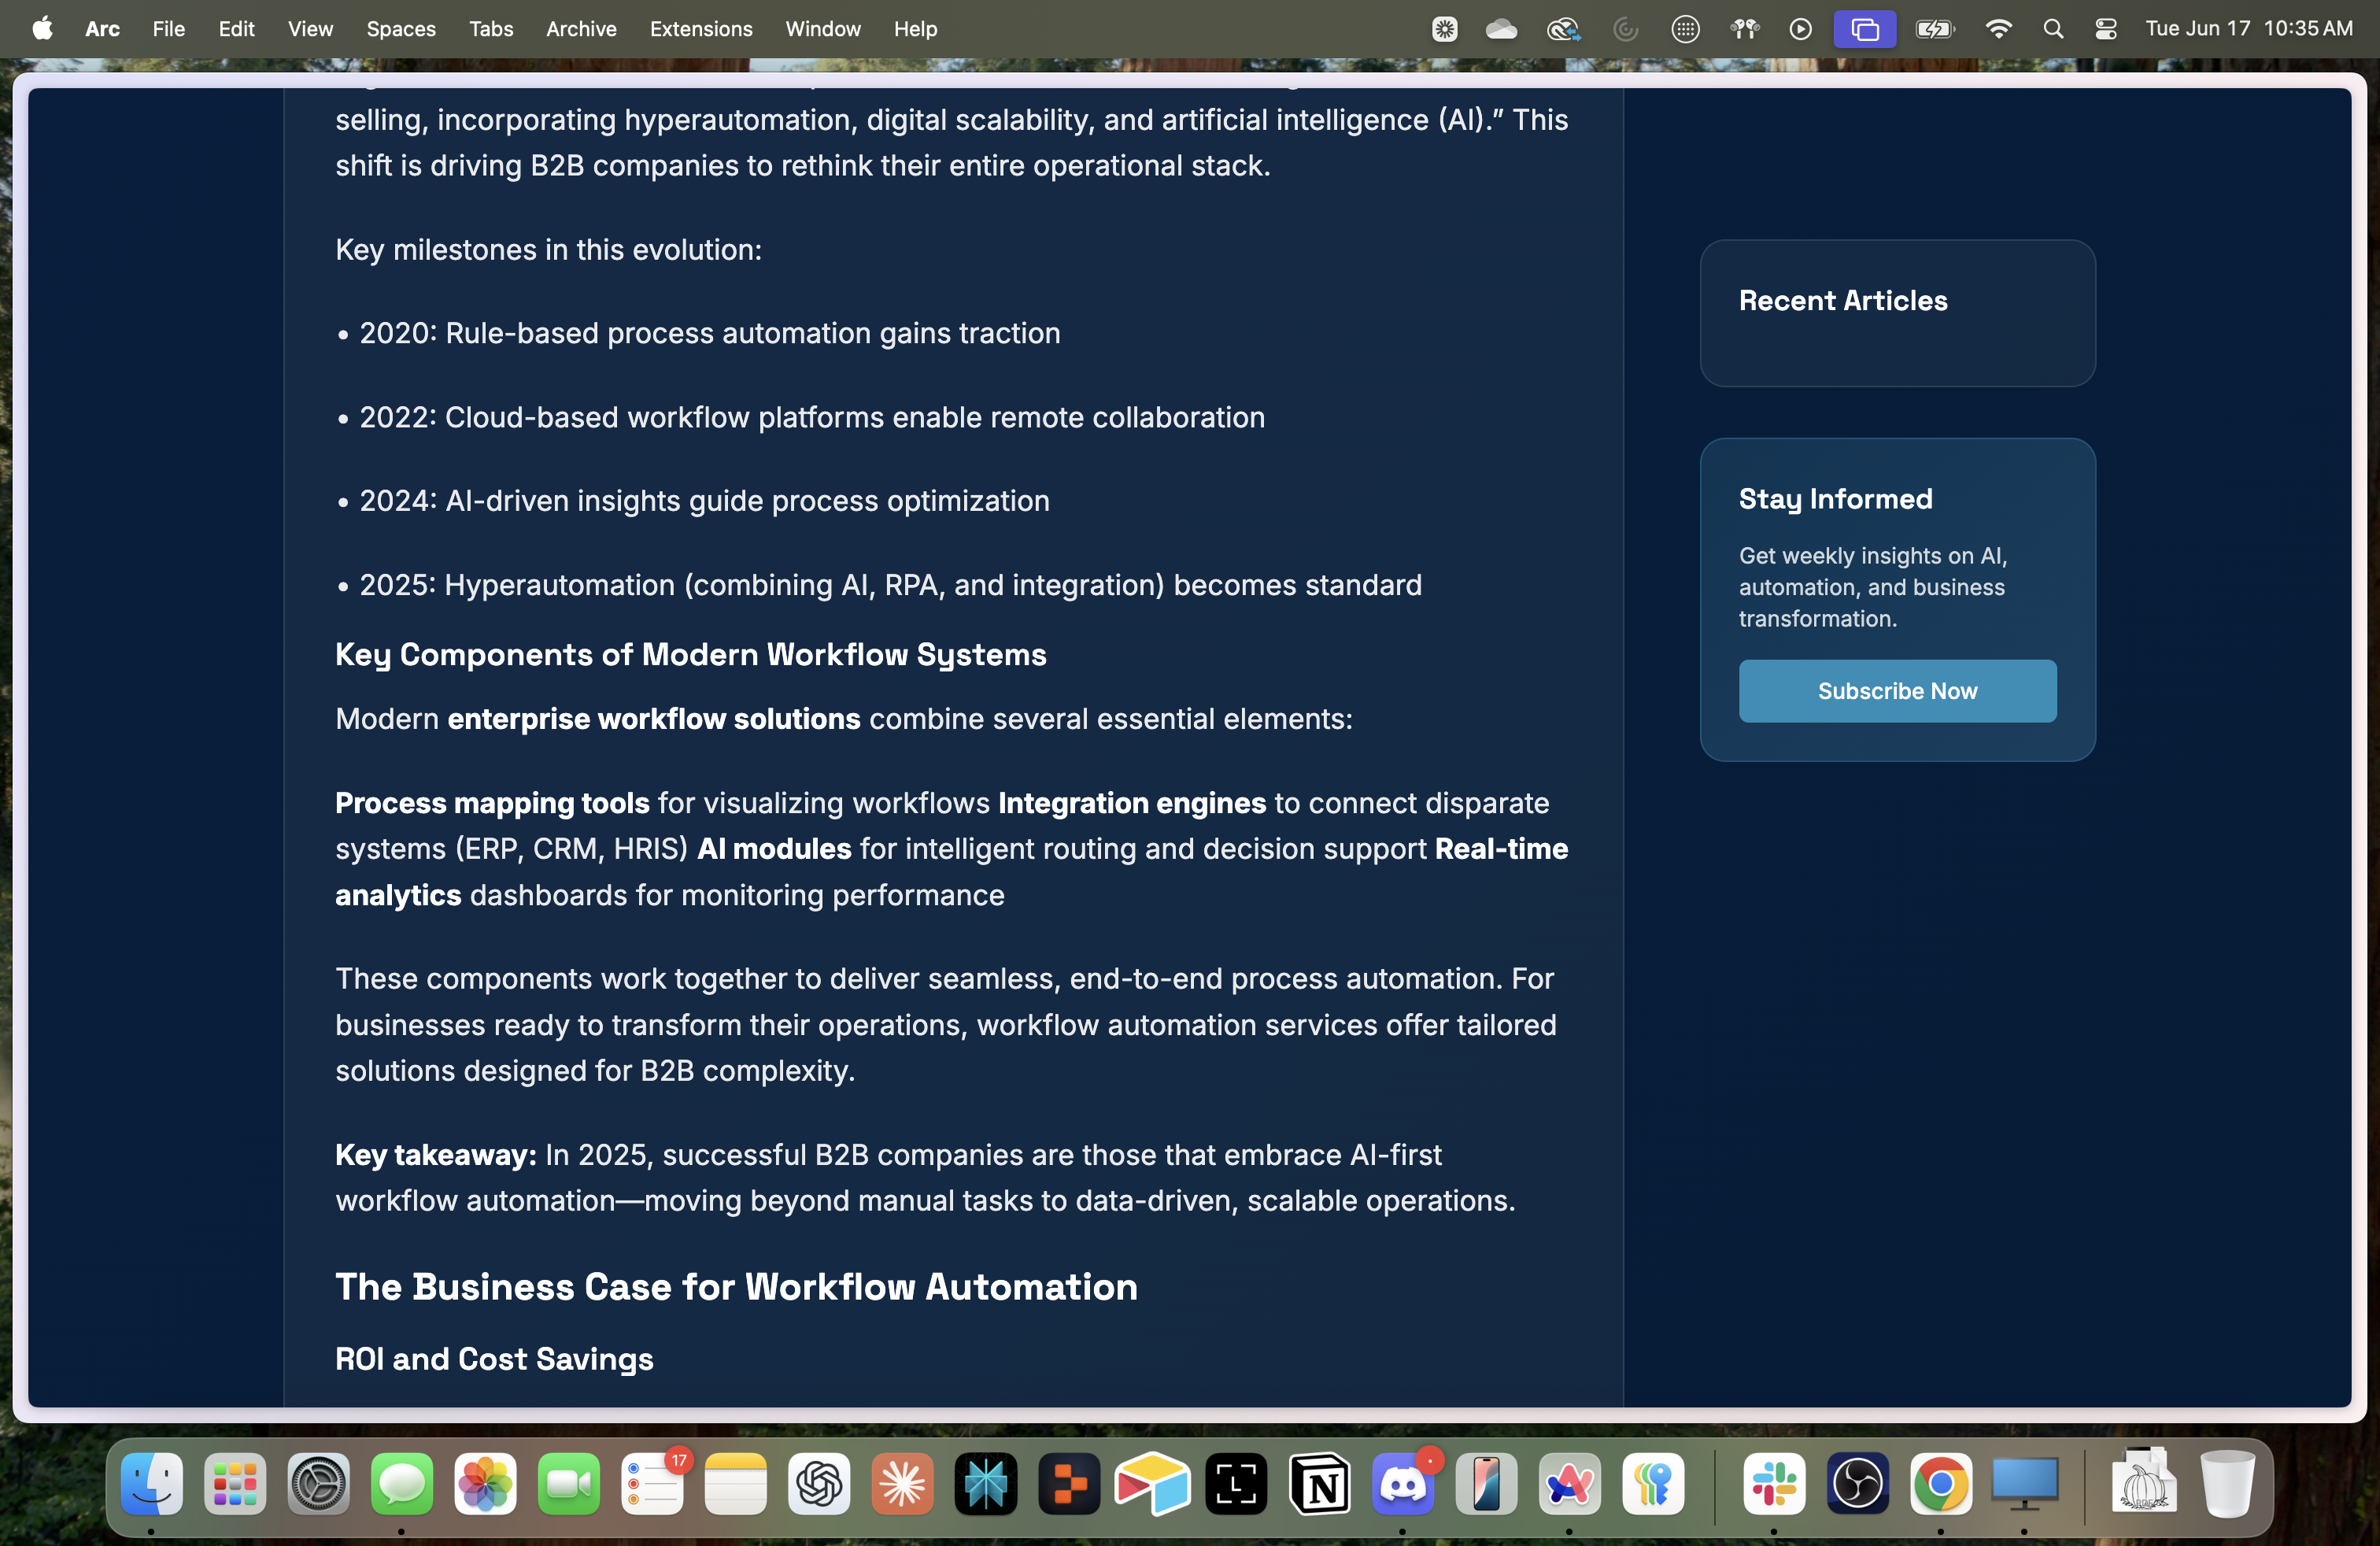 Arc File Edit View Spaces Tabs Archive Extensions Window Help
Tue Jun 17 10:35 AM
selling, incorporating hyperautomation, digital scalability, and artificial intelligence (AI).” This
shift is driving B2B companies to rethink their entire operational stack.
Key milestones in this evolution:
• 2020: Rule-based process automation gains traction
• 2022: Cloud-based workflow platforms enable remote collaboration
• 2024: AI-driven insights guide process optimization
• 2025: Hyperautomation (combining AI, RPA, and integration) becomes standard
Key Components of Modern Workflow Systems
Modern enterprise workflow solutions combine several essential elements:
Process mapping tools for visualizing workflows Integration engines to connect disparate
systems (ERP, CRM, HRIS) AI modules for intelligent routing and decision support Real-time
analytics dashboards for monitoring performance
These components work together to deliver seamless, end-to-end process automation. For
businesses ready to transform their operations, workflow automation services offer tailored
solutions designed for B2B complexity.
Key takeaway: In 2025, successful B2B companies are those that embrace AI-first
workflow automation—moving beyond manual tasks to data-driven, scalable operations.
The Business Case for Workflow Automation
ROI and Cost Savings
Recent Articles
Stay Informed
Get weekly insights on AI,
automation, and business
transformation.
Subscribe Now
17